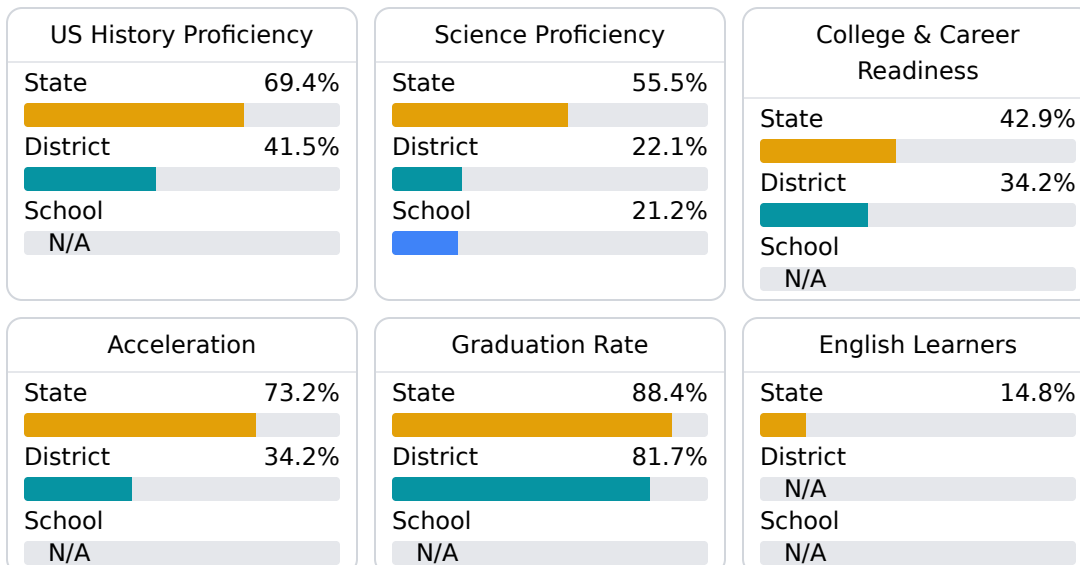 US History Proficiency
State 69.4%
District 41.5%
School
N/A
Science Proficiency
State 55.5%
District 22.1%
School 21.2%
College & Career
Readiness
State 42.9%
District 34.2%
School
N/A
Acceleration
State 73.2%
District 34.2%
School
N/A
Graduation Rate
State 88.4%
District 81.7%
School
N/A
English Learners
State 14.8%
District
N/A
School
N/A